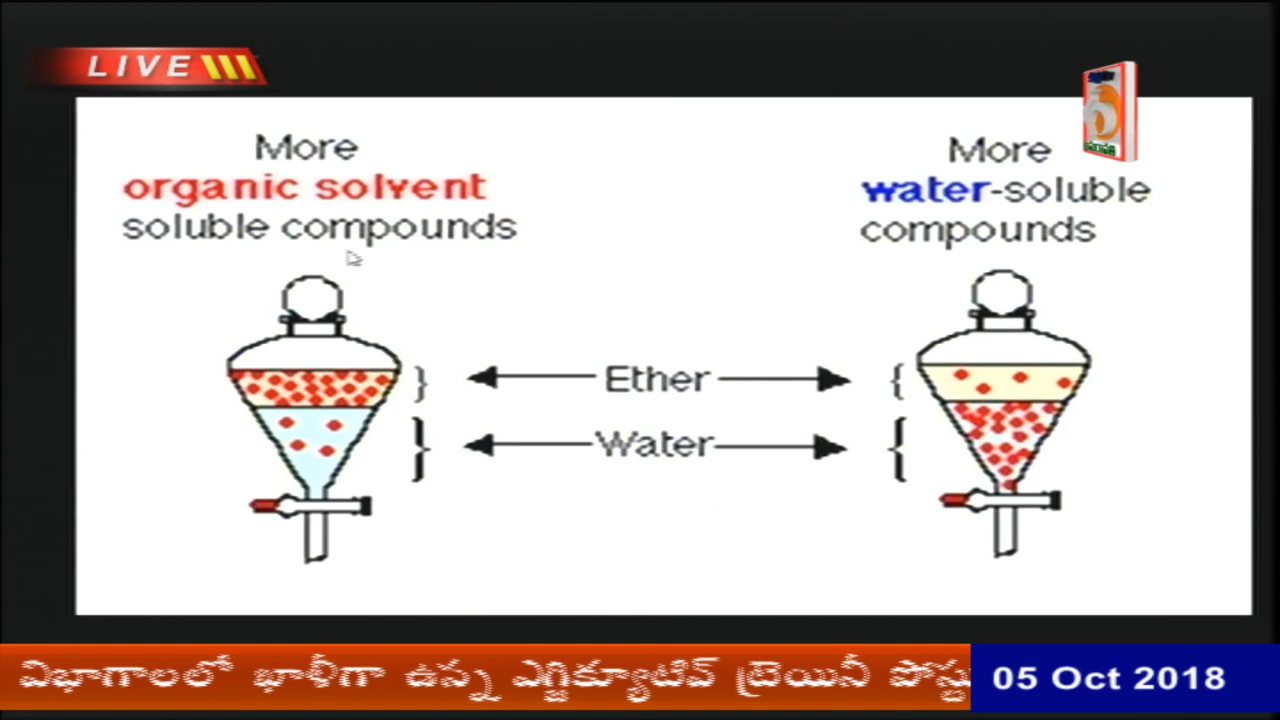 LIVE
More
organic solvent
soluble compounds
More
water-soluble
compounds
Ether
Water
విభాగాలలో ఖాళీగా ఉన్న ఎగ్జిక్యూటివ్ ట్రెయినీ పోస్టు
05 Oct 2018